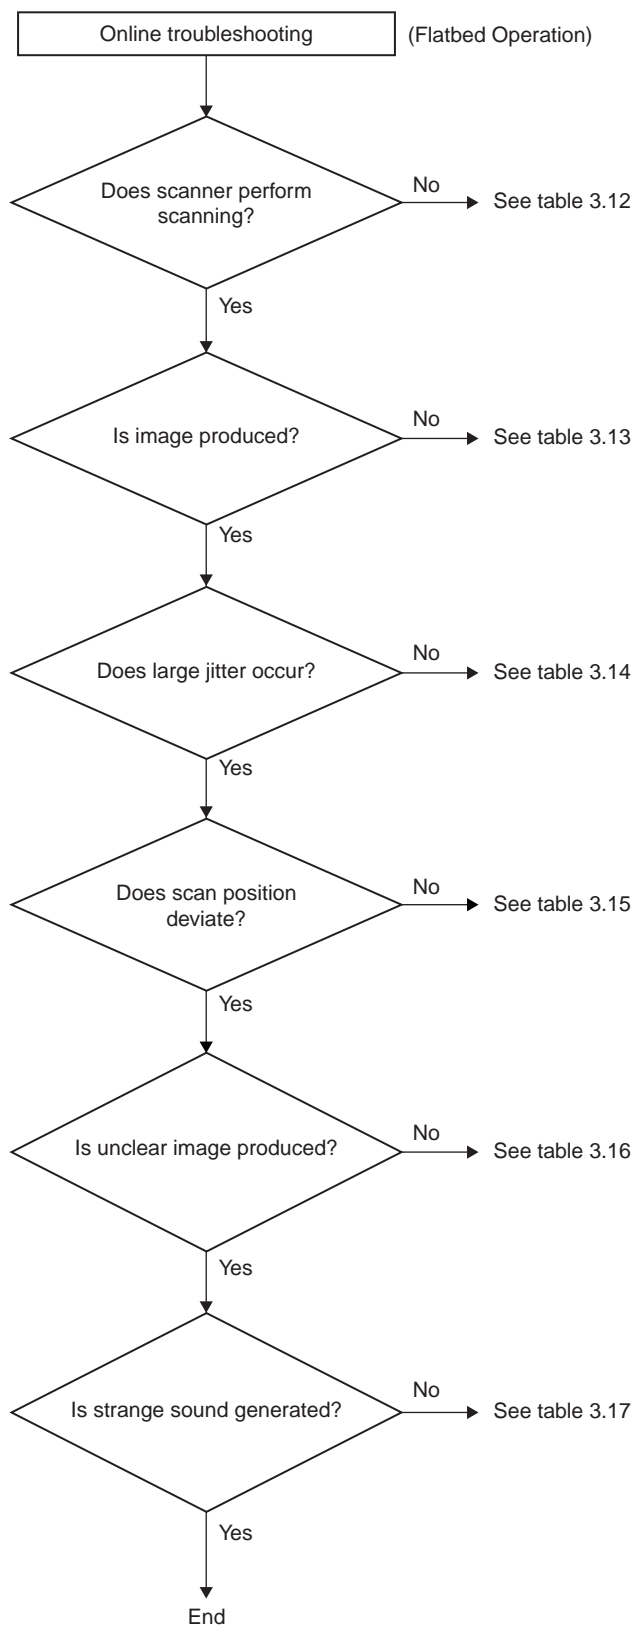 Online troubleshooting
(Flatbed Operation)
Does scanner perform
scanning?
No
See table 3.12
Yes
Is image produced?
No
See table 3.13
Yes
Does large jitter occur?
No
See table 3.14
Yes
Does scan position
deviate?
No
See table 3.15
Yes
Is unclear image produced?
No
See table 3.16
Yes
Is strange sound generated?
No
See table 3.17
Yes
End